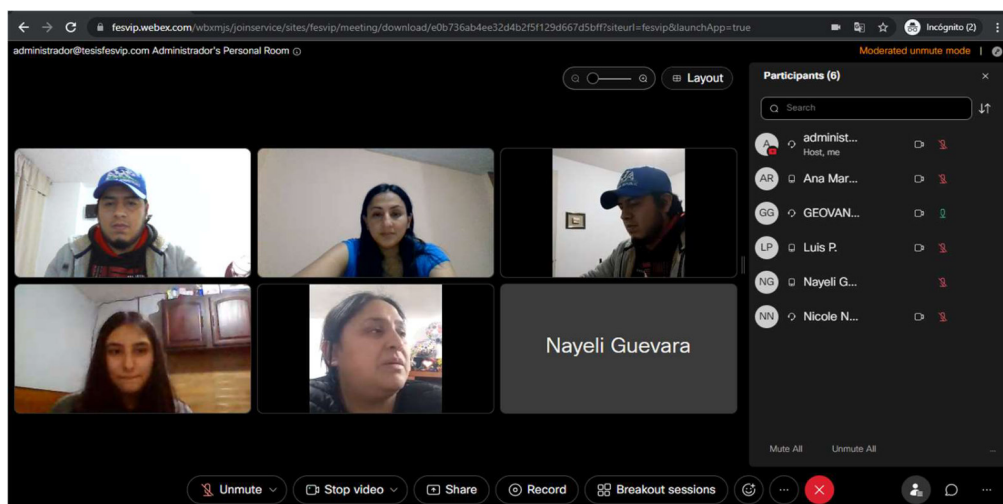 fesvip.webex.com/wbxmjs/joinservice/sites/fesvip/meeting/download/e0b736ab4ee32d4b2f5f129d667d5bff?siteurl=fesvip&launchApp=true
Incógnito (2)
administrador@tesisfesvip.com Administrador's Personal Room
Moderated unmute mode
Layout
Participants (6)
Search
A administ...
Host, me
AR Ana Mar...
GG GEOVAN...
LP Luis P.
NG Nayeli G...
NN Nicole N...
Nayeli Guevara
Mute All Unmute All
Unmute Stop video Share Record Breakout sessions